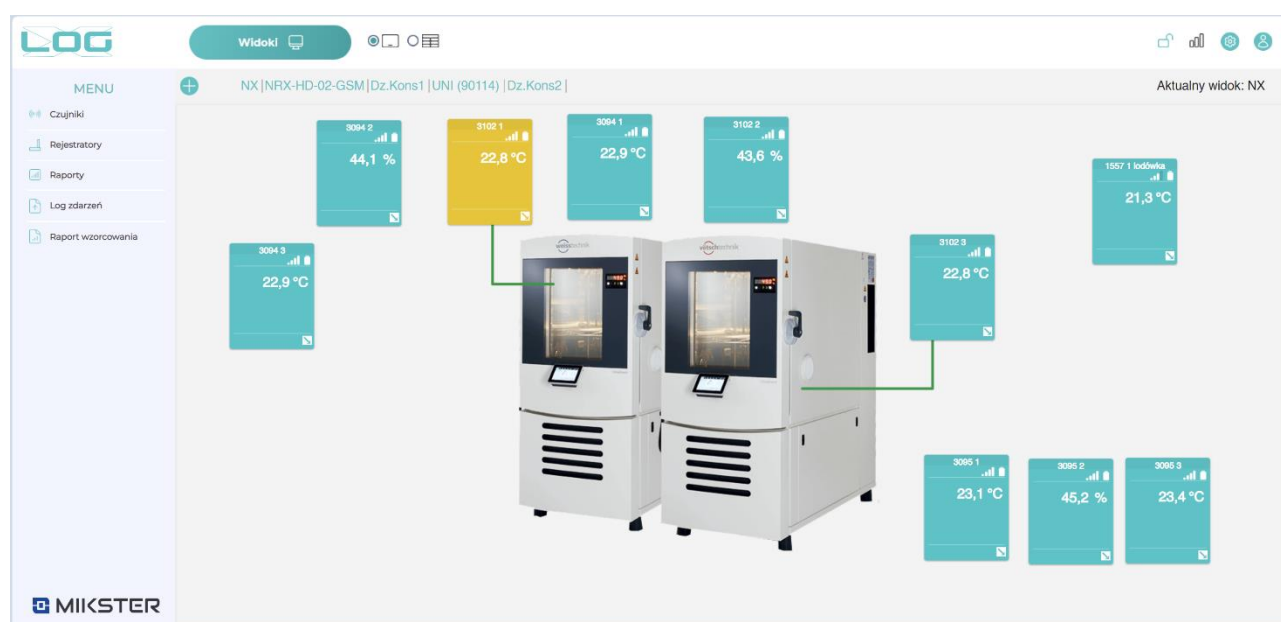 LOG
Widoki
MENU
NX|NRX-HD-02-GSM|Dz.Kons1|UNI (90114) |Dz.Kons2|
Aktualny widok: NX
Czujniki
Rejestratory
Raporty
Log zdarzeń
Raport wzorcowania
3094 2
44,1 %
3102 1
22,8 °C
3094 1
22,9 °C
3102 2
43,6 %
1557 1 lodówka
21,3 °C
3094 3
22,9 °C
3102 3
22,8 °C
3095 1
23,1 °C
3095 2
45,2 %
3095 3
23,4 °C
MIKSTER